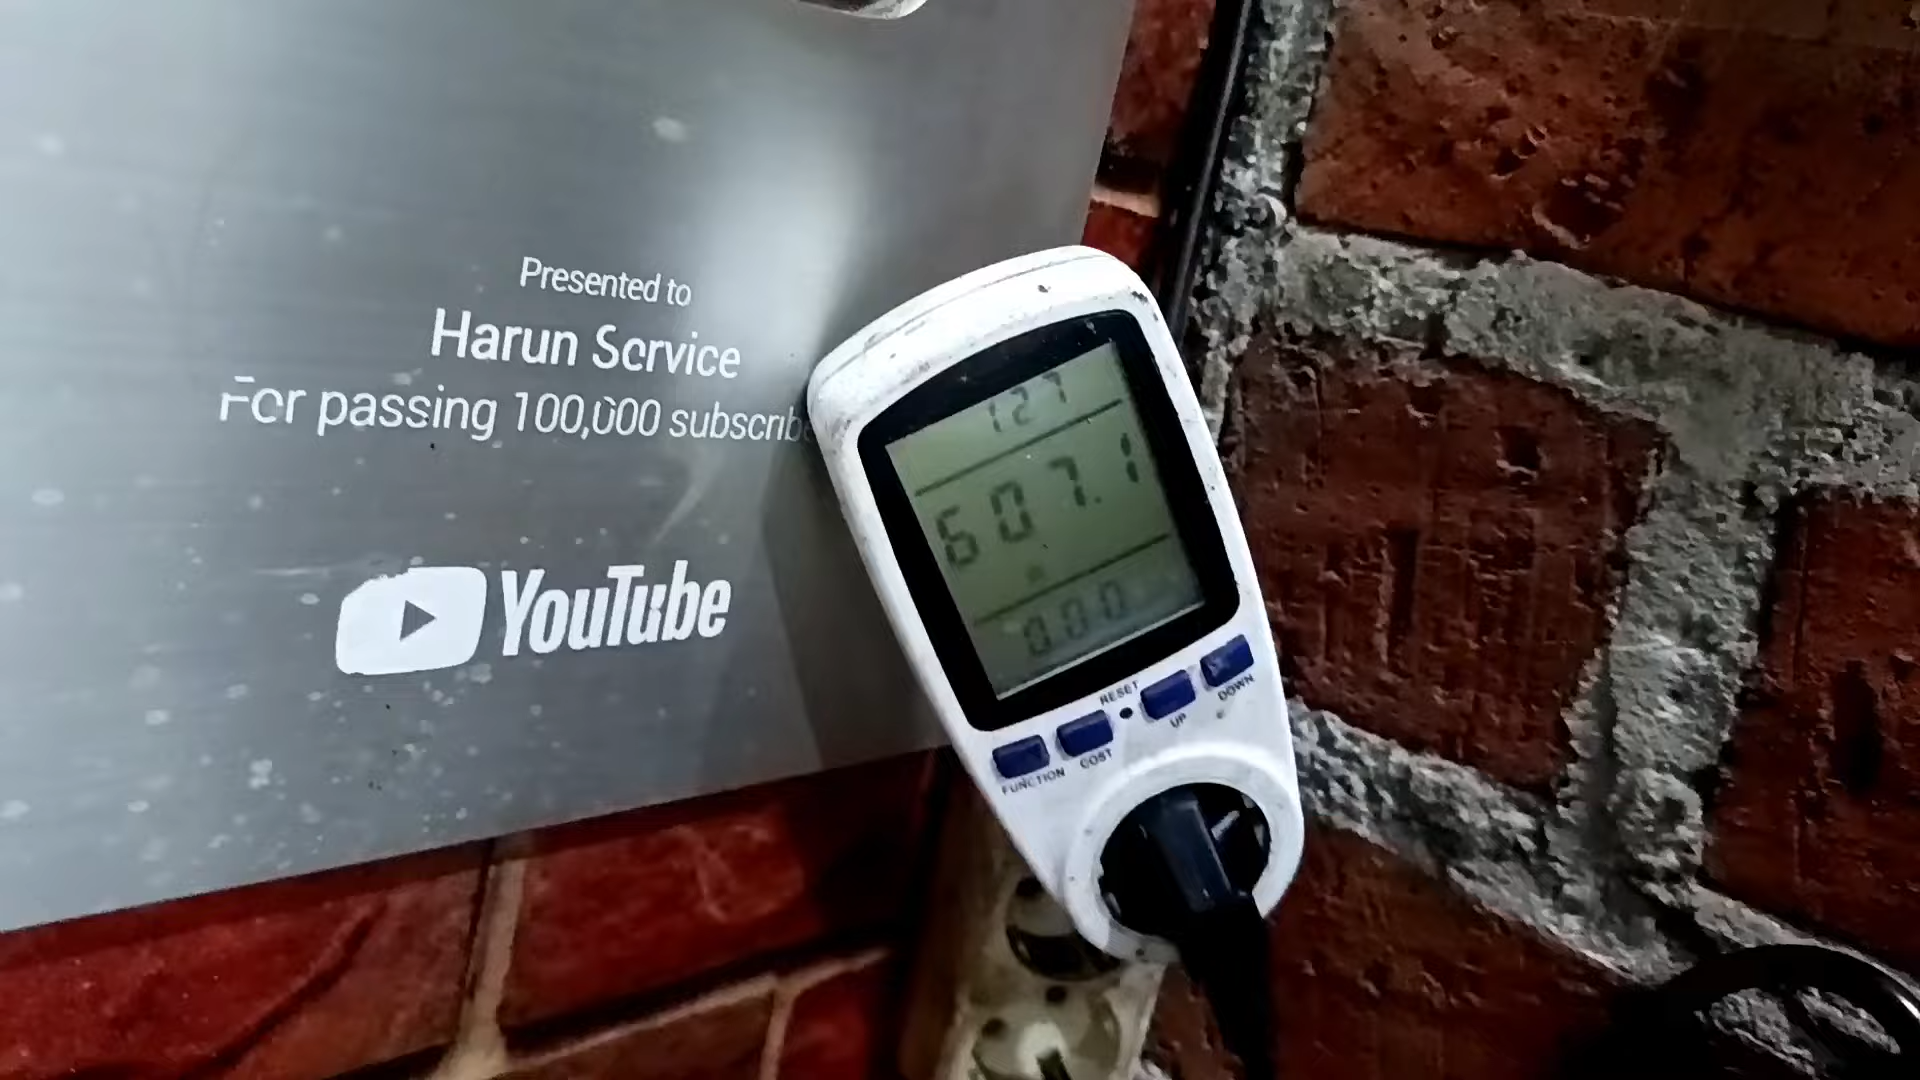 Presented to
Harun Service
For passing 100,000 subscribe
YouTube
127
607.1
0.00
RESET
UP
DOWN
FUNCTION
COST